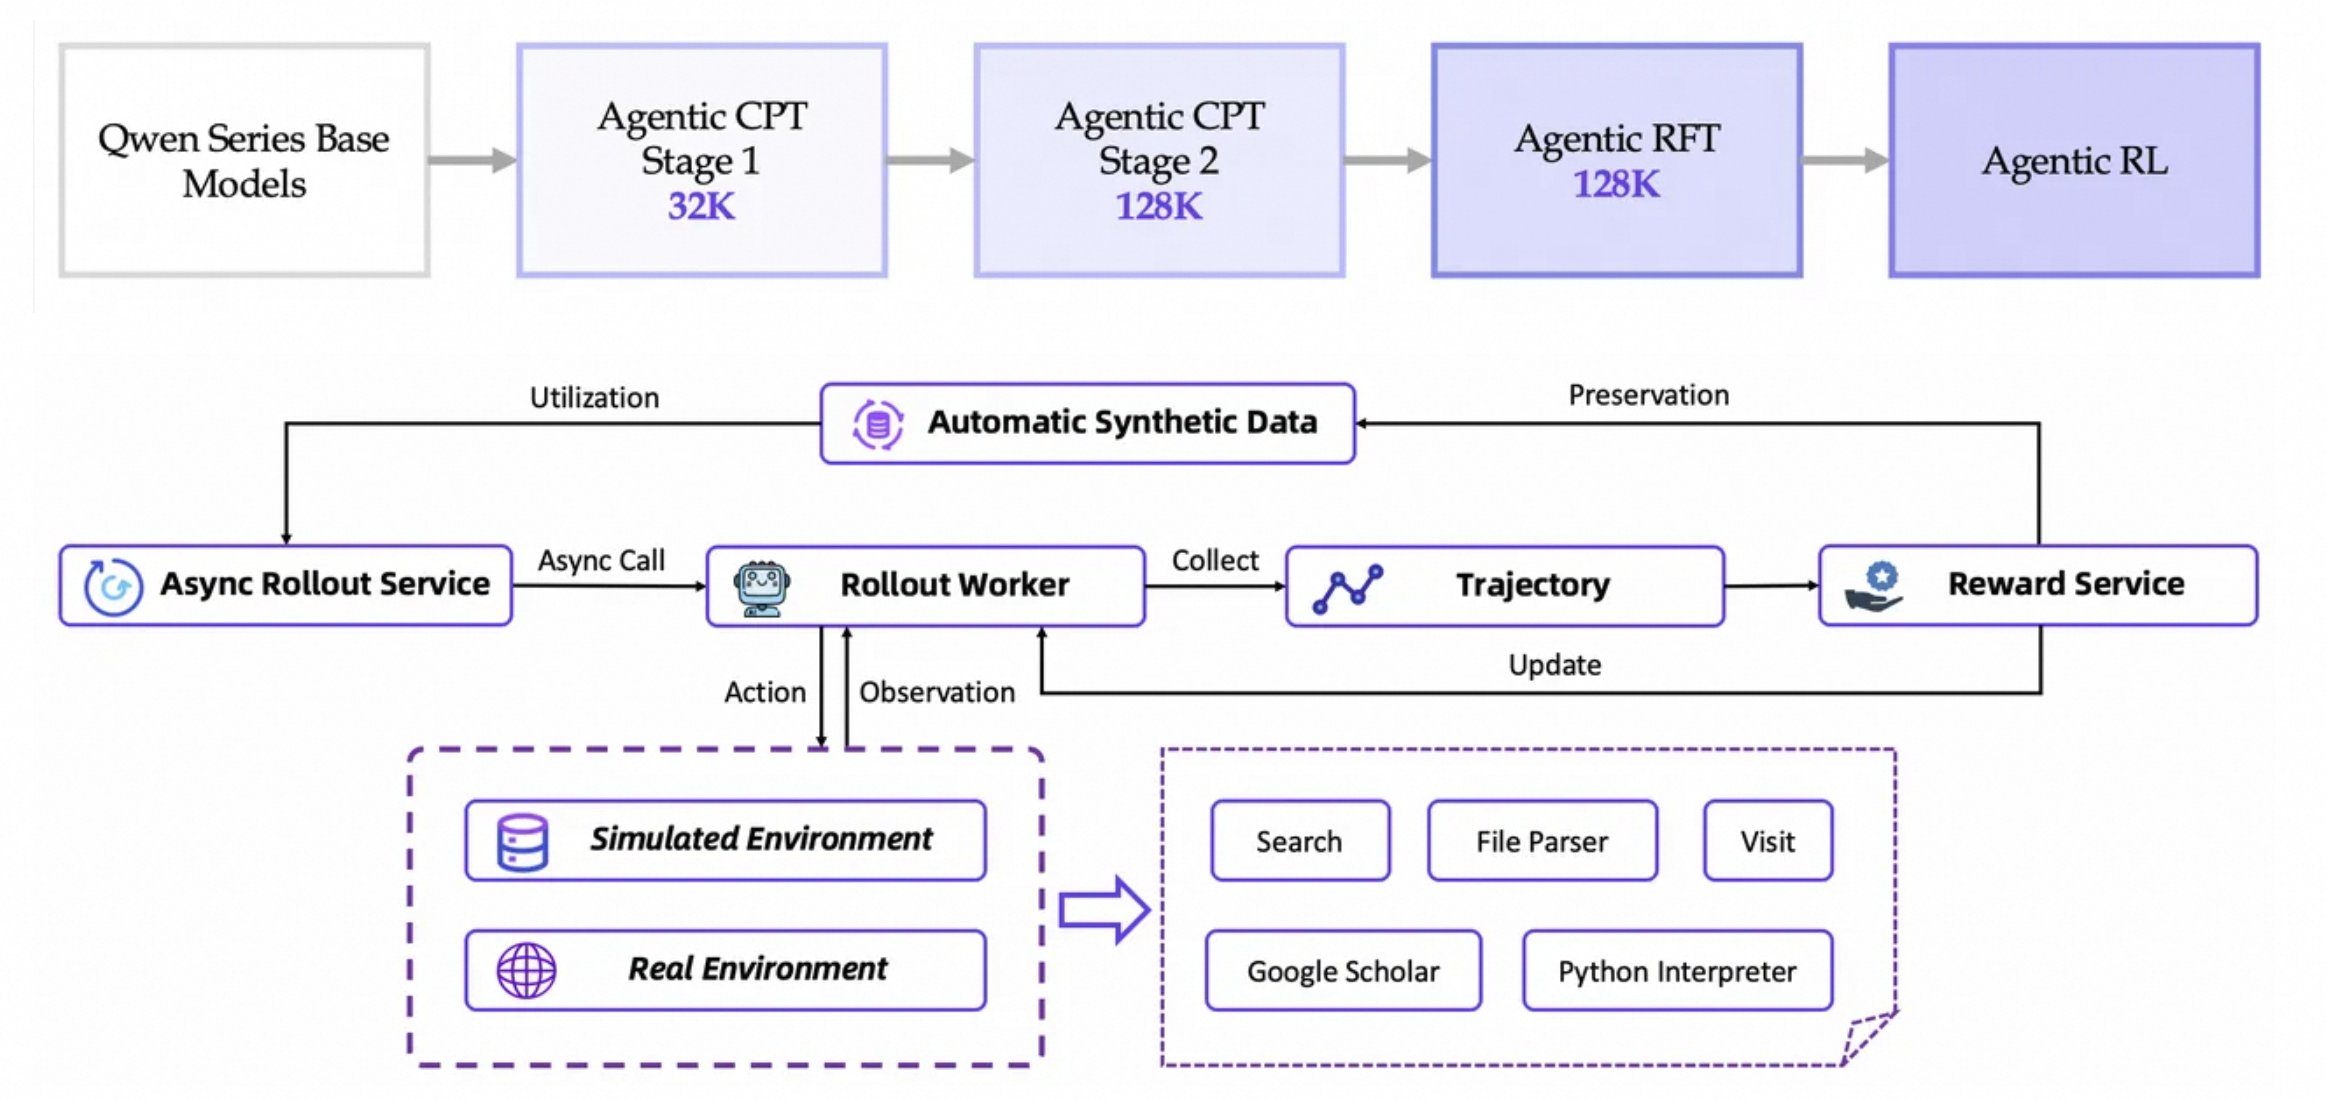 Qwen Series Base
Models
Agentic CPT
Stage 1
32K
Agentic CPT
Stage 2
128K
Agentic RFT
128K
Agentic RL
Utilization
Automatic Synthetic Data
Preservation
Async Rollout Service
Async Call
Rollout Worker
Collect
Trajectory
Reward Service
Update
Action
Observation
Simulated Environment
Real Environment
Search
File Parser
Visit
Google Scholar
Python Interpreter